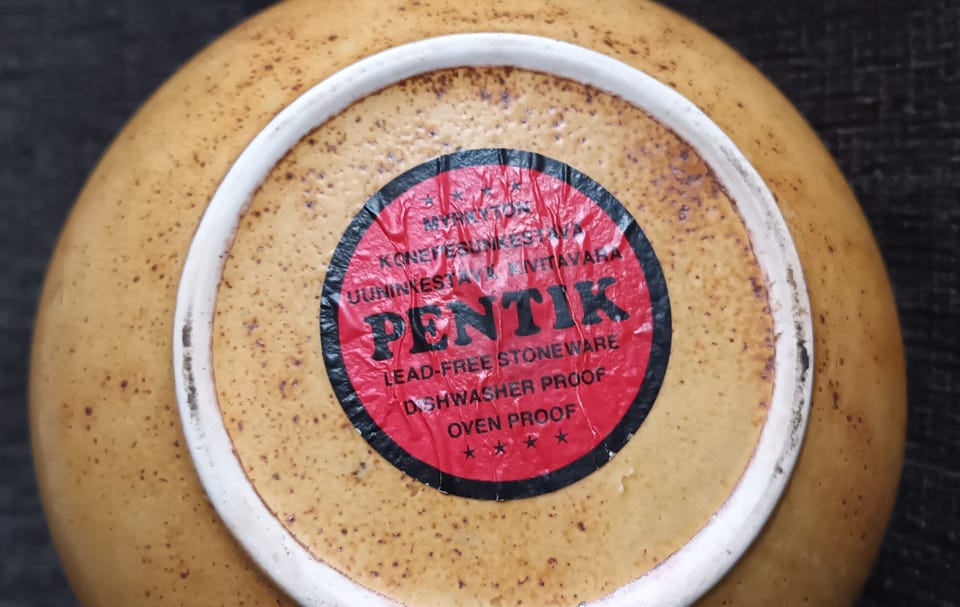 ★ ★ ★ ★
MYRKYTÖN
KONEPESUNKESTÄVÄ
UUNINKESTÄVÄ KIVITAVARA
PENTIK
LEAD-FREE STONEWARE
DISHWASHER PROOF
OVEN PROOF
★ ★ ★ ★